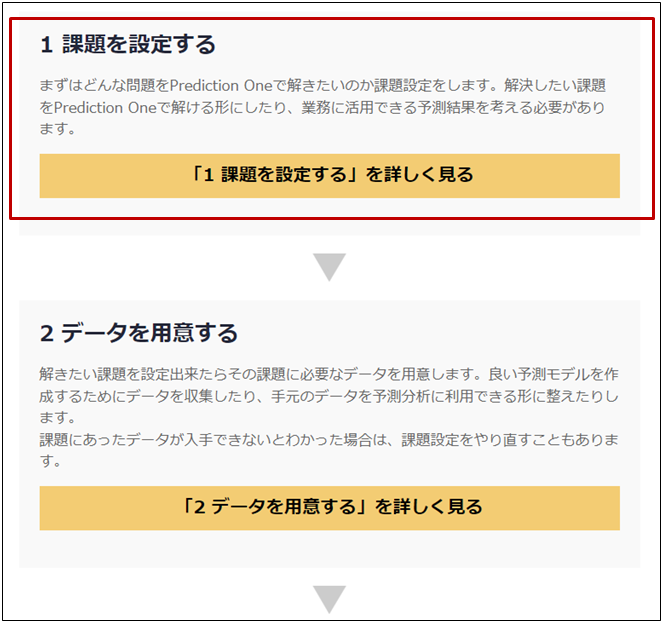 1 課題を設定する
まずはどんな問題をPrediction Oneで解きたいのか課題設定をします。解決したい課題
をPrediction Oneで解ける形にしたり、業務に活用できる予測結果を考える必要があり
ます。
「1 課題を設定する」を詳しく見る
2 データを用意する
解きたい課題を設定出来たらその課題に必要なデータを用意します。良い予測モデルを作
成するためにデータを収集したり、手元のデータを予測分析に利用できる形に整えたりし
ます。
課題にあったデータが入手できないとわかった場合は、課題設定をやり直すこともありま
す。
「2 データを用意する」を詳しく見る